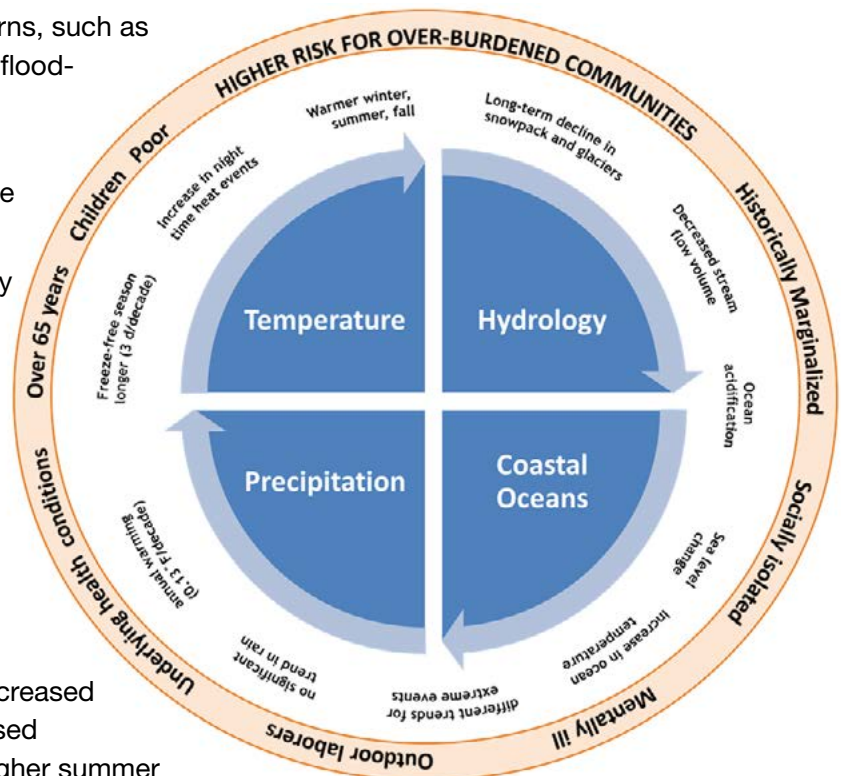 rns, such as
flood-
e
y
creased
sed
gher summer
HIGHER RISK FOR OVER-BURDENED COMMUNITIES
Historically Marginalized
Socially isolated
Mentally ill
Outdoor laborers
Underlying health conditions
Over 65 years
Children
Poor
Warmer winter,
summer, fall
Long-term decline in
snowpack and glaciers
Decreased stream
flow volume
Ocean
acidification
Sea level
change
Increase in ocean
temperature
different trends for
extreme events
no significant
trend in rain
annual warming
(0.13°F/decade)
Freeze-free season
longer (3 d/decade)
Increase in night
time heat events
Temperature
Hydrology
Precipitation
Coastal
Oceans